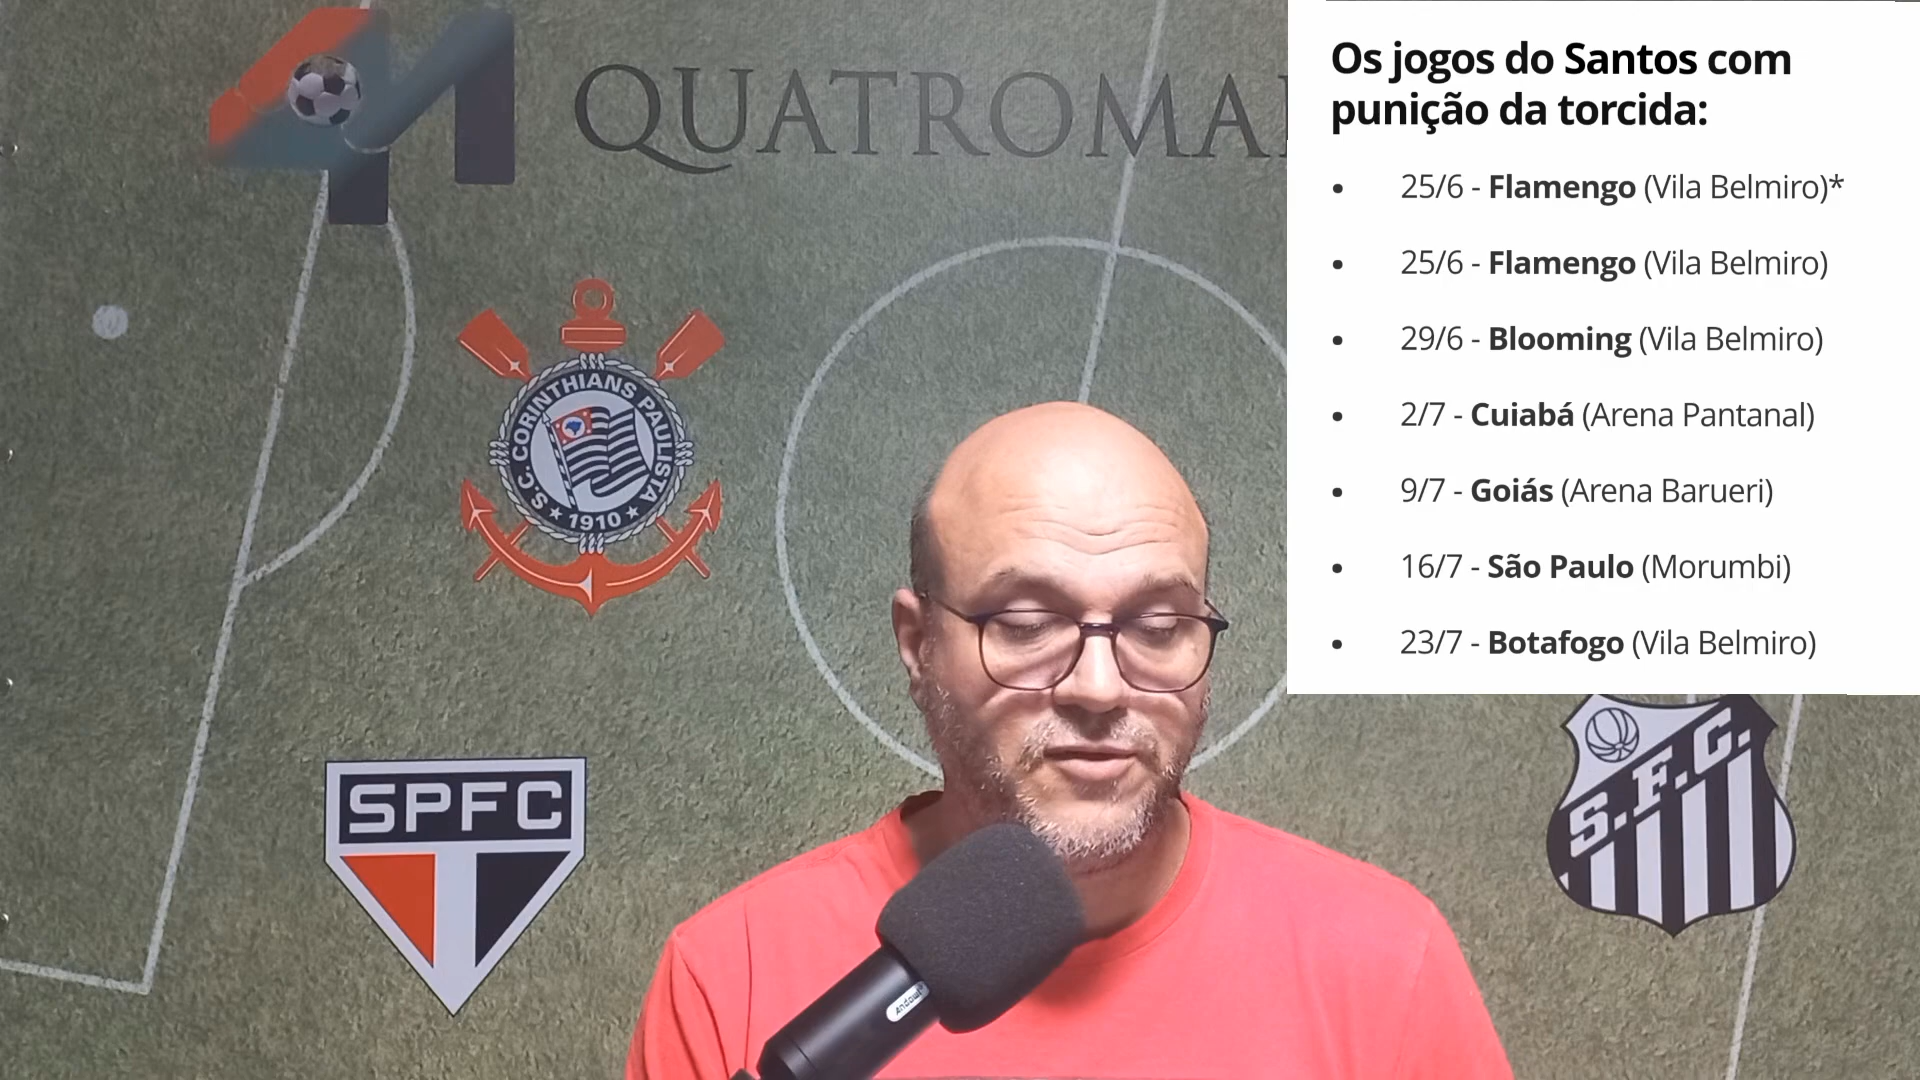 QUATROMA
Os jogos do Santos com
punição da torcida:
• 25/6 - Flamengo (Vila Belmiro)*
• 25/6 - Flamengo (Vila Belmiro)
• 29/6 - Blooming (Vila Belmiro)
• 2/7 - Cuiabá (Arena Pantanal)
• 9/7 - Goiás (Arena Barueri)
• 16/7 - São Paulo (Morumbi)
• 23/7 - Botafogo (Vila Belmiro)
S.C. CORINTHIANS PAULISTA
★ 1910 ★
SPFC
S.F.C.
Andowl